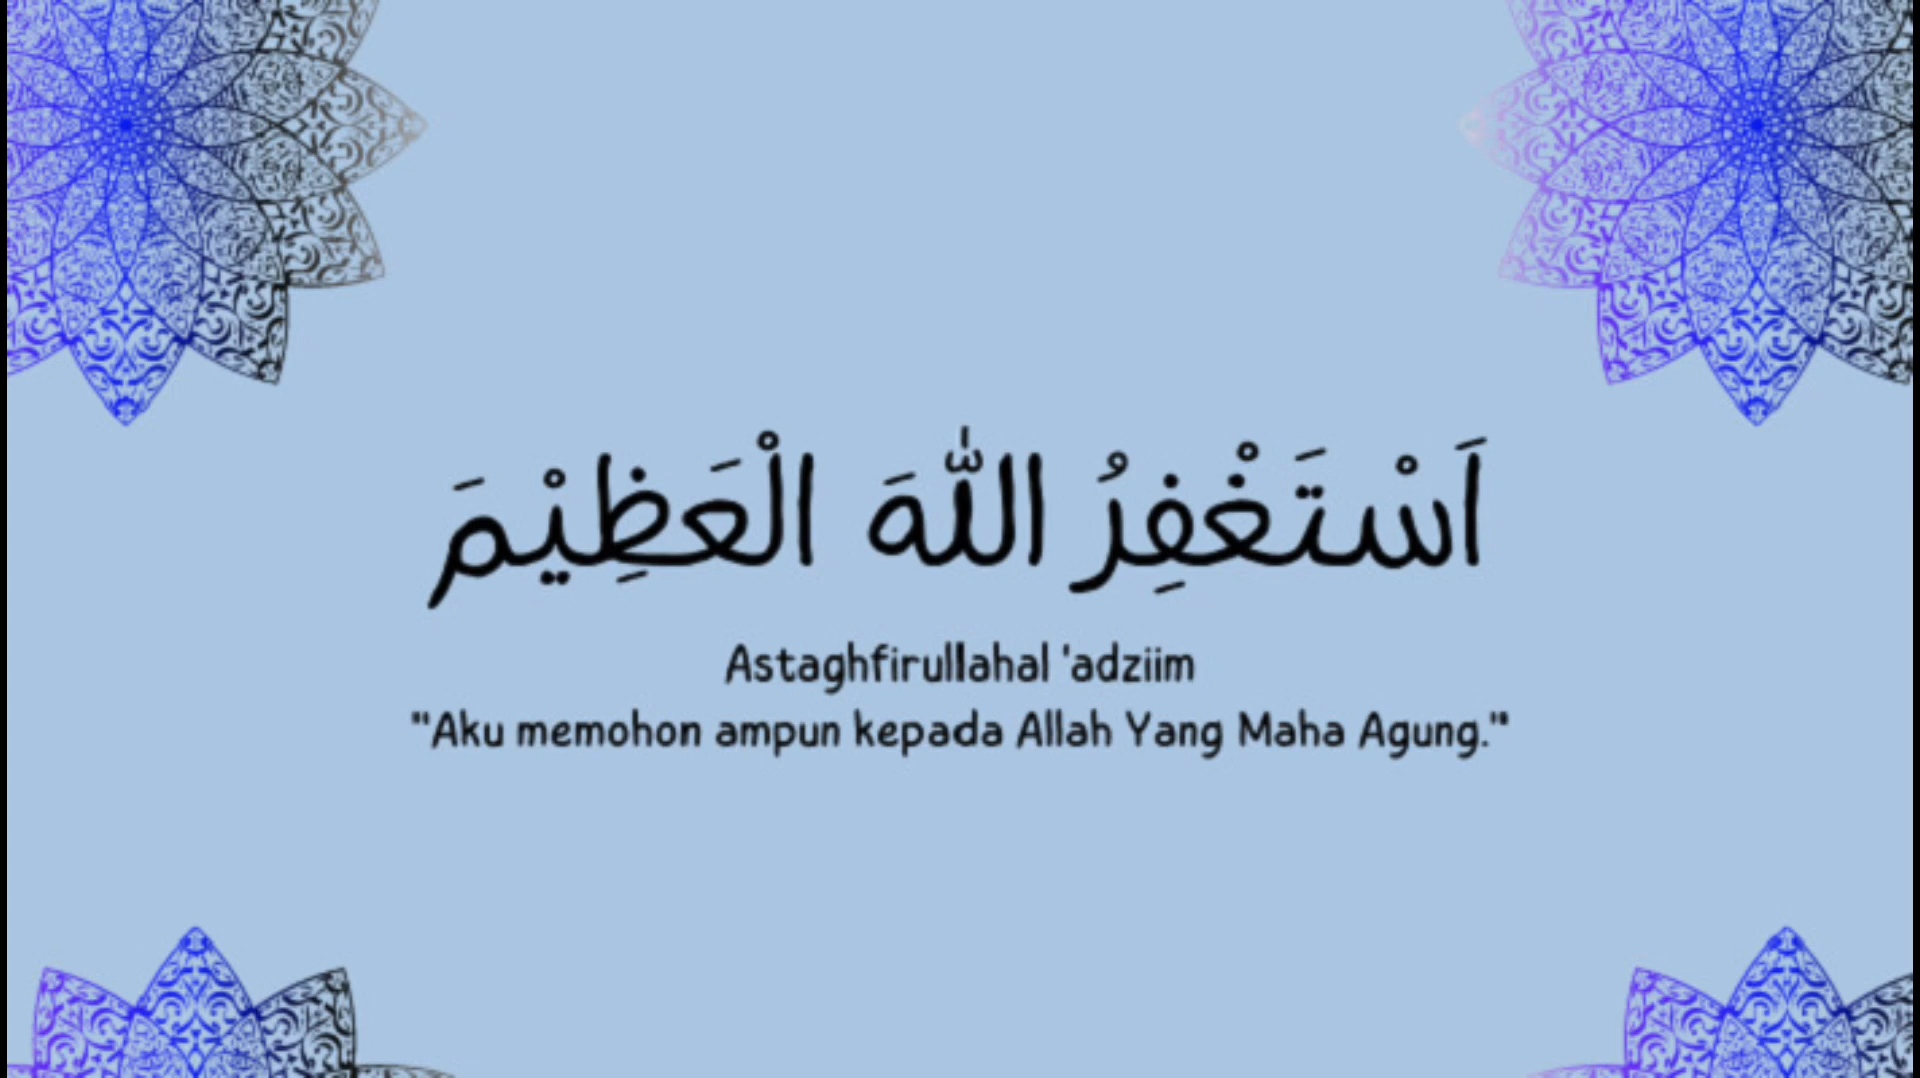 اَسْتَغْفِرُ اللّٰهَ الْعَظِيْمَ
Astaghfirullahal 'adziim
"Aku memohon ampun kepada Allah Yang Maha Agung."